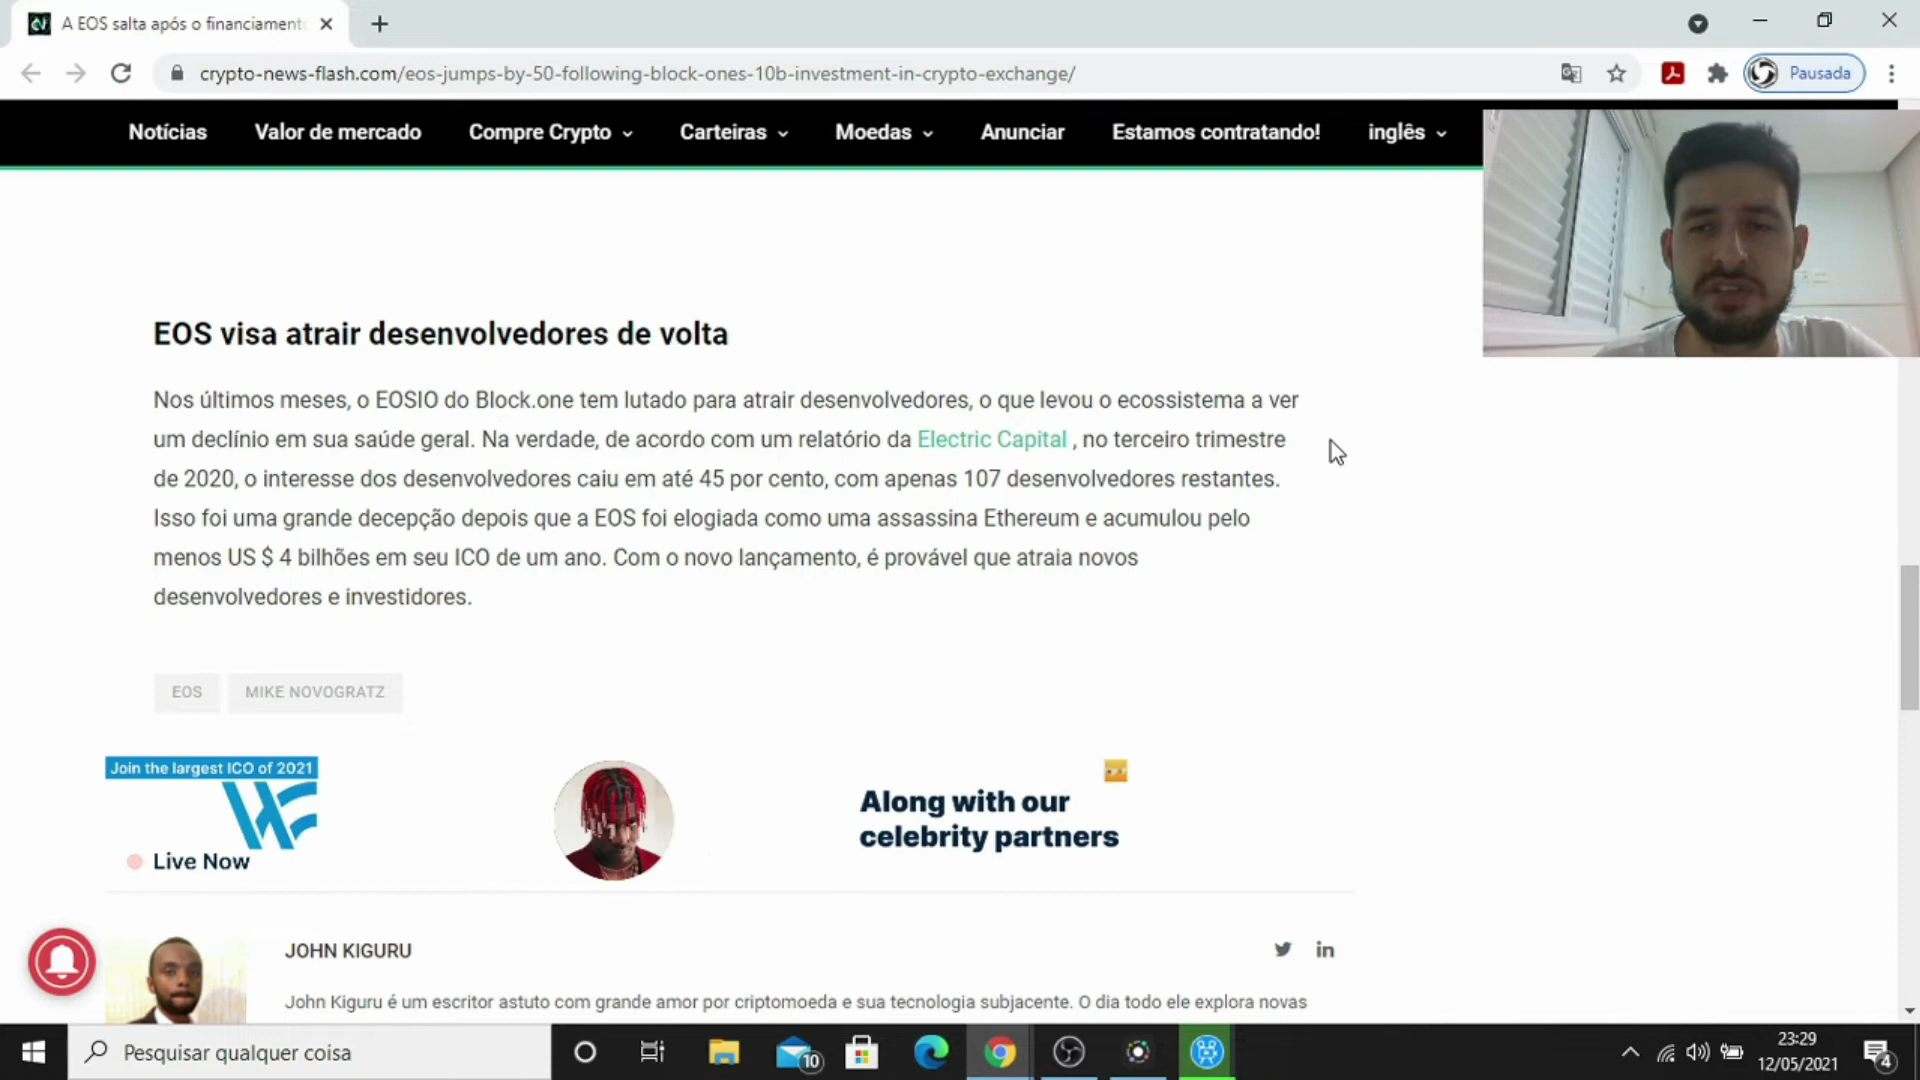 A EOS salta após o financiament
crypto-news-flash.com/eos-jumps-by-50-following-block-ones-10b-investment-in-crypto-exchange/
Pausada
Notícias Valor de mercado Compre Crypto Carteiras Moedas Anunciar Estamos contratando! inglês
EOS visa atrair desenvolvedores de volta
Nos últimos meses, o EOSIO do Block.one tem lutado para atrair desenvolvedores, o que levou o ecossistema a ver
um declínio em sua saúde geral. Na verdade, de acordo com um relatório da Electric Capital , no terceiro trimestre
de 2020, o interesse dos desenvolvedores caiu em até 45 por cento, com apenas 107 desenvolvedores restantes.
Isso foi uma grande decepção depois que a EOS foi elogiada como uma assassina Ethereum e acumulou pelo
menos US $ 4 bilhões em seu ICO de um ano. Com o novo lançamento, é provável que atraia novos
desenvolvedores e investidores.
EOS MIKE NOVOGRATZ
Join the largest ICO of 2021
Live Now
Along with our
celebrity partners
JOHN KIGURU
John Kiguru é um escritor astuto com grande amor por criptomoeda e sua tecnologia subjacente. O dia todo ele explora novas
Pesquisar qualquer coisa
10
23:29
12/05/2021
4